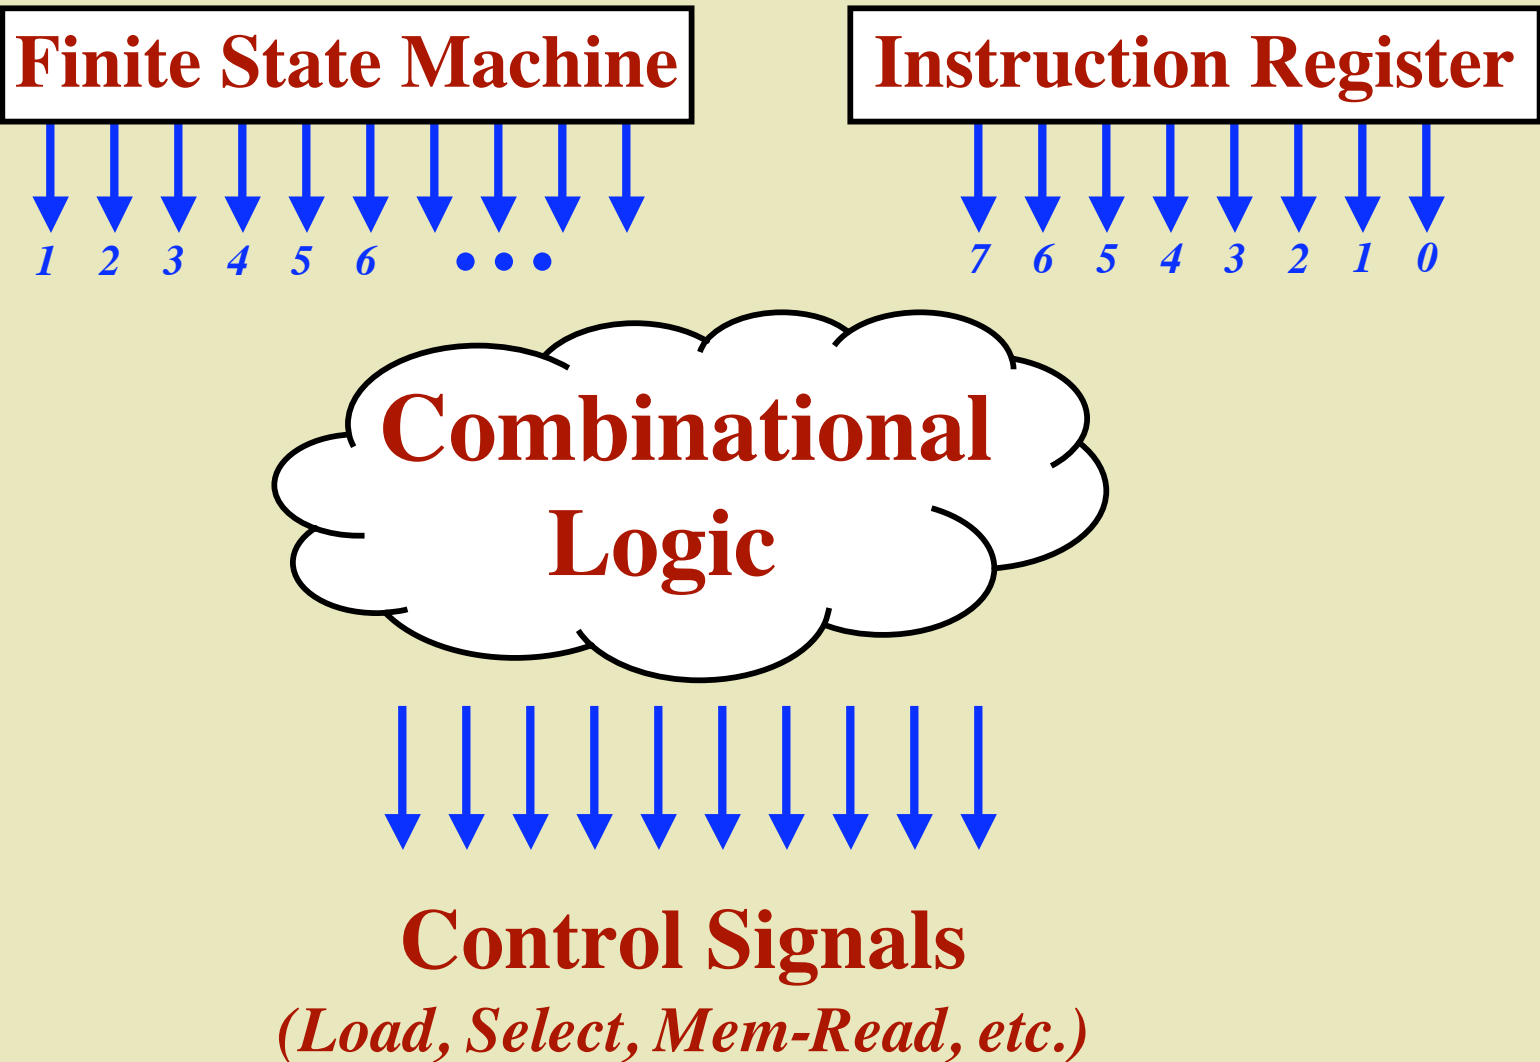 Finite State Machine
Instruction Register
1 2 3 4 5 6 • • •
7 6 5 4 3 2 1 0
Combinational
Logic
Control Signals
(Load, Select, Mem-Read, etc.)